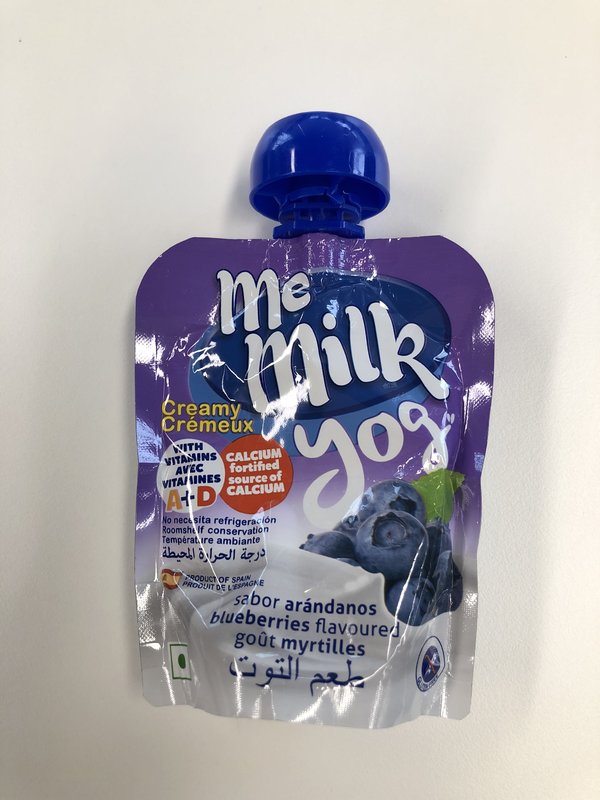 me
milk
yog
Creamy
Crémeux
WITH
VITAMINS
AVEC
VITAMINES
A+D
CALCIUM
fortified
source of
CALCIUM
No necesita refrigeración
Roomshelf conservation
Température ambiante
درجة الحرارة المحيطة
PRODUCT OF SPAIN
PRODUIT DE L'ESPAGNE
sabor arándanos
blueberries flavoured
goût myrtilles
طعم التوت